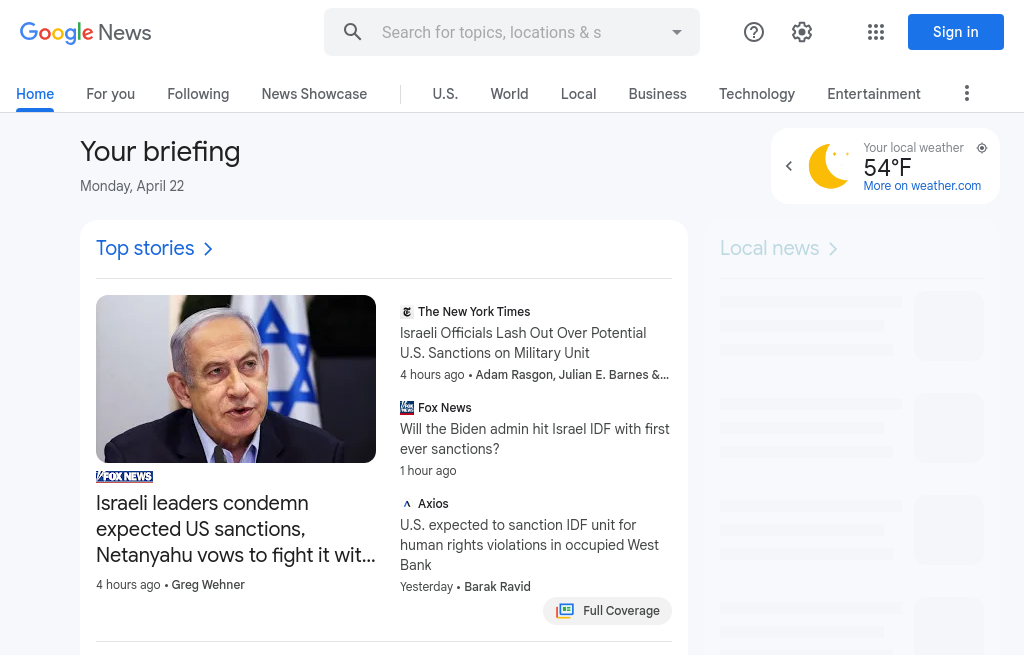 Google News
Search for topics, locations & s
Sign in
Home
For you
Following
News Showcase
U.S.
World
Local
Business
Technology
Entertainment
Your briefing
Monday, April 22
Your local weather
54°F
More on weather.com
Top stories
FOX NEWS
Israeli leaders condemn
expected US sanctions,
Netanyahu vows to fight it wit...
4 hours ago • Greg Wehner
The New York Times
Israeli Officials Lash Out Over Potential
U.S. Sanctions on Military Unit
4 hours ago • Adam Rasgon, Julian E. Barnes &...
Fox News
Will the Biden admin hit Israel IDF with first
ever sanctions?
1 hour ago
Axios
U.S. expected to sanction IDF unit for
human rights violations in occupied West
Bank
Yesterday • Barak Ravid
Full Coverage
Local news